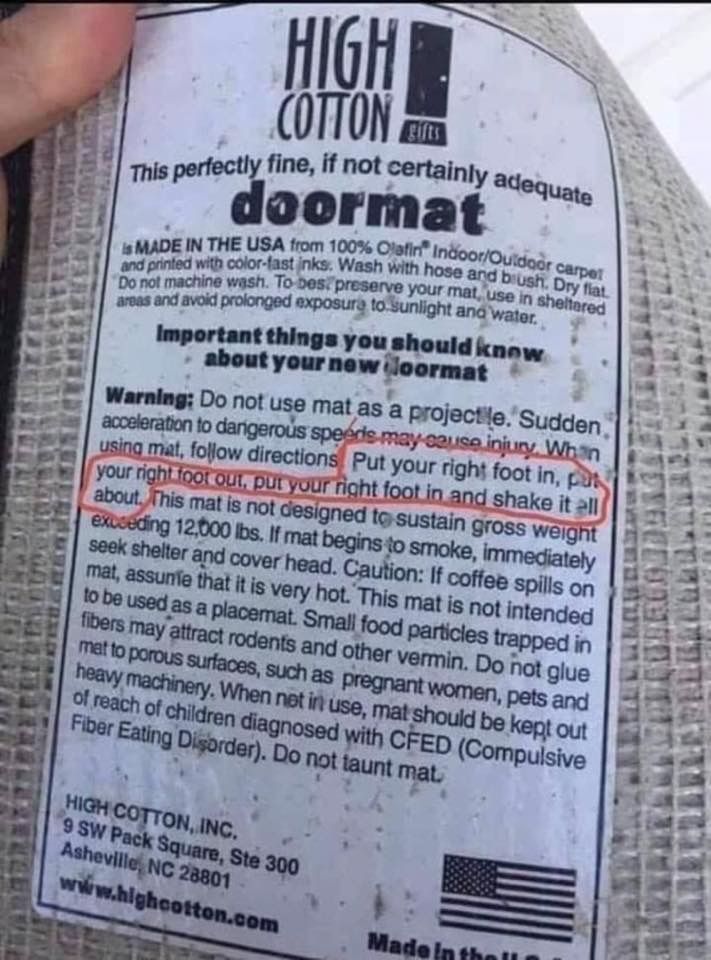 HIGH
COTTON
gifts
This perfectly fine, if not certainly adequate
doormat
is MADE IN THE USA from 100% Olefin® Indoor/Outdoor carpet
and printed with color-fast inks. Wash with hose and brush. Dry flat.
Do not machine wash. To best preserve your mat, use in sheltered
areas and avoid prolonged exposure to sunlight and water.
Important things you should know
about your new doormat
Warning: Do not use mat as a projectile. Sudden
acceleration to dangerous speeds may cause injury. When
using mat, follow directions: Put your right foot in, put
your right foot out, put your right foot in and shake it all
about. This mat is not designed to sustain gross weight
exceeding 12,000 lbs. If mat begins to smoke, immediately
seek shelter and cover head. Caution: If coffee spills on
mat, assume that it is very hot. This mat is not intended
to be used as a placemat. Small food particles trapped in
fibers may attract rodents and other vermin. Do not glue
mat to porous surfaces, such as pregnant women, pets and
heavy machinery. When not in use, mat should be kept out
of reach of children diagnosed with CFED (Compulsive
Fiber Eating Disorder). Do not taunt mat.
HIGH COTTON, INC.
9 SW Pack Square, Ste 300
Asheville, NC 28801
www.highcotton.com
Made in the